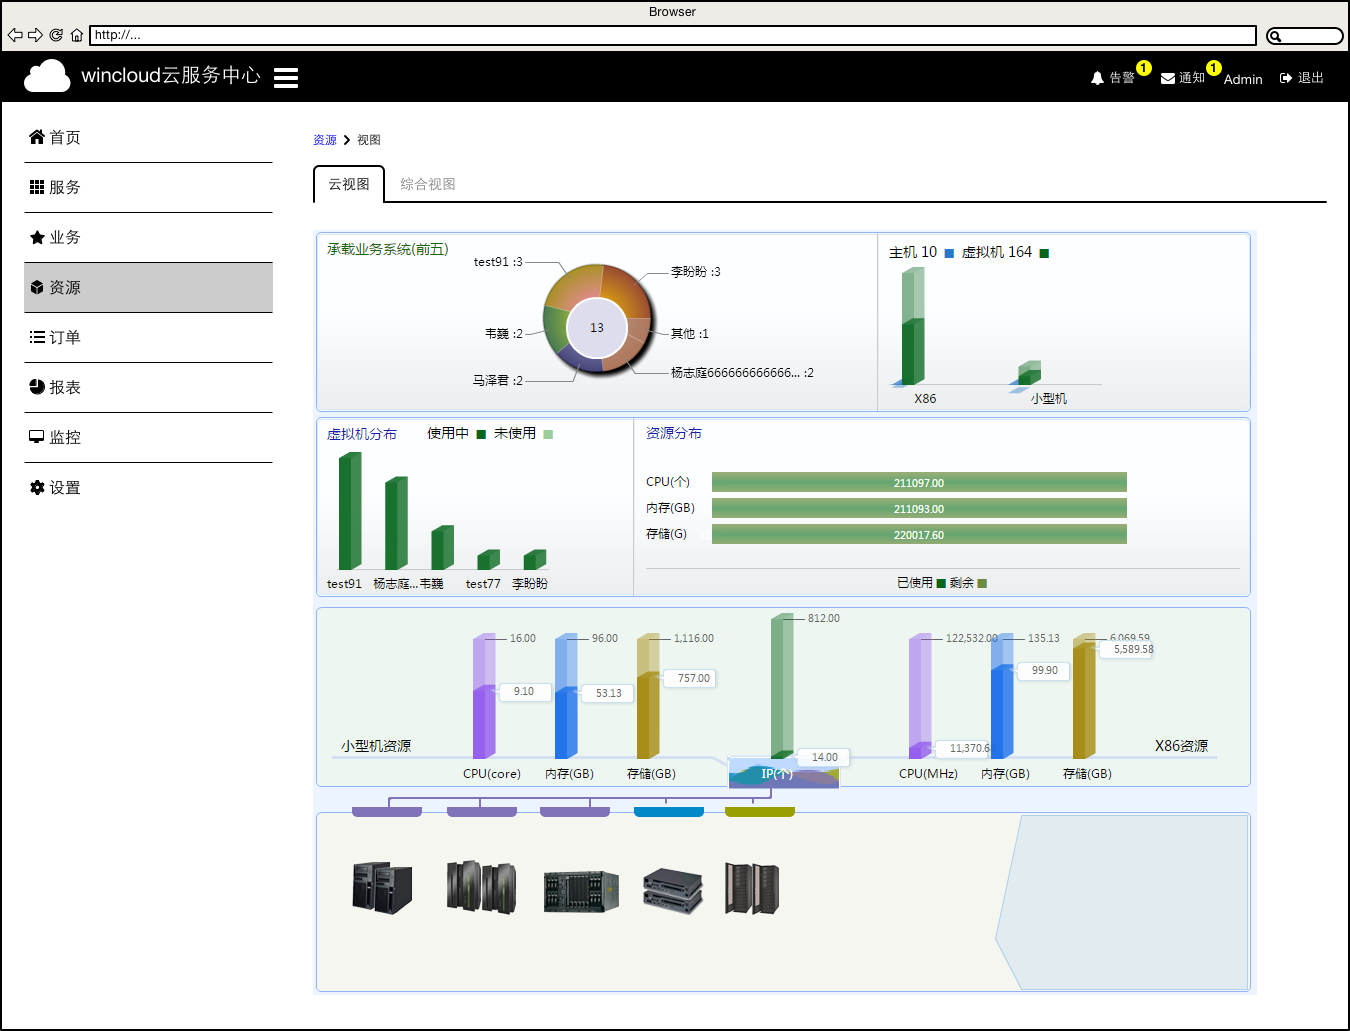 Browser
http://...
wincloud云服务中心
告警 1 通知 1 Admin 退出
首页
服务
业务
资源
订单
报表
监控
设置
资源 视图
云视图 综合视图
承载业务系统(前五)
test91 :3
李盼盼 :3
韦巍 :2
13
其他 :1
马泽君 :2
杨志庭666666666666... :2
主机 10 虚拟机 164
X86 小型机
虚拟机分布 使用中 未使用
test91 杨志庭... 韦巍 test77 李盼盼
资源分布
CPU(个) 211097.00
内存(GB) 211093.00
存储(G) 220017.60
已使用 剩余
812.00
16.00 96.00 1,116.00 122,532.00 135.13 6,069.59
9.10 53.13 757.00 11,370.68 99.90 5,589.58
14.00
小型机资源
X86资源
CPU(core) 内存(GB) 存储(GB) IP(个) CPU(MHz) 内存(GB) 存储(GB)